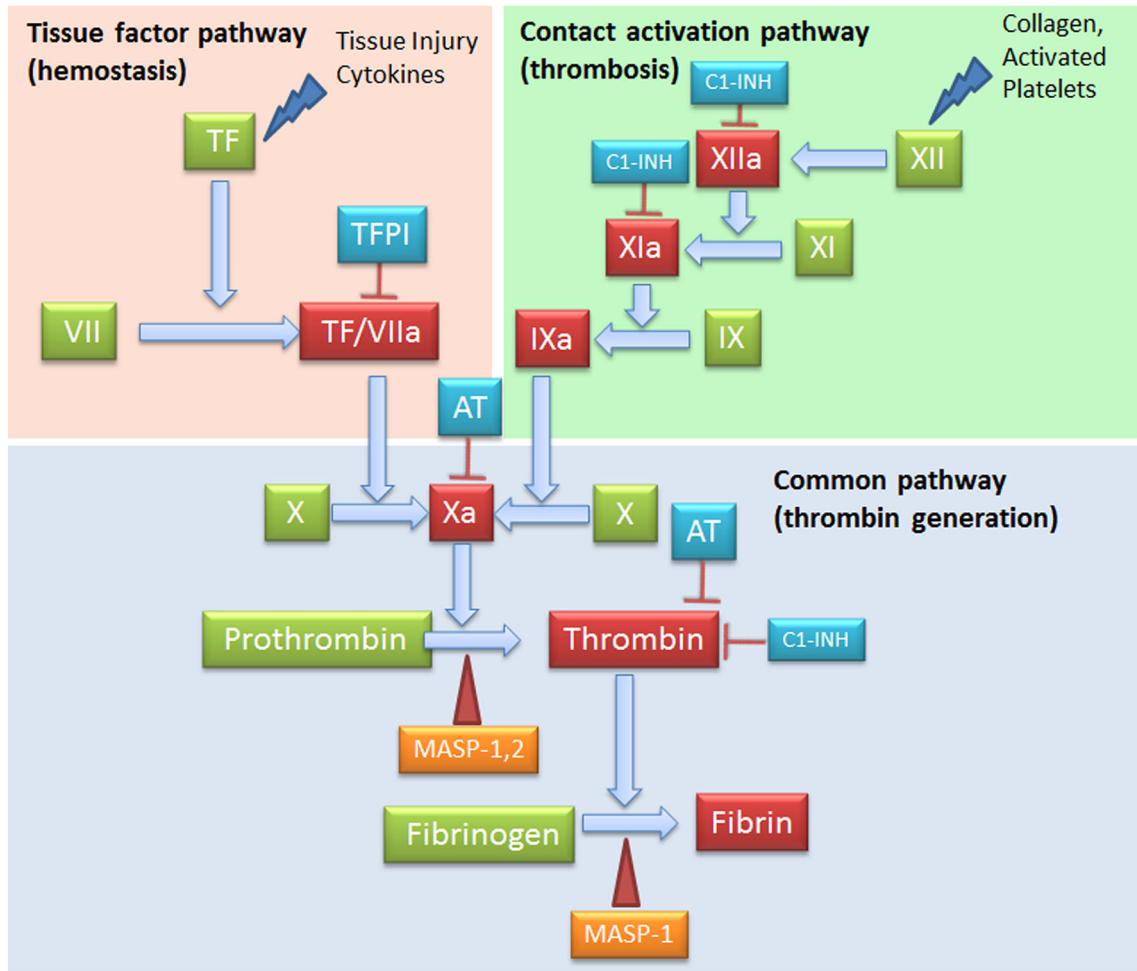 Tissue factor pathway
(hemostasis)
Tissue Injury
Cytokines
TF
TFPI
VII
TF/VIIa
Contact activation pathway
(thrombosis)
Collagen,
Activated
Platelets
C1-INH
C1-INH
XIIa
XII
XIa
XI
IXa
IX
AT
Common pathway
(thrombin generation)
X
Xa
X
AT
Prothrombin
Thrombin
C1-INH
MASP-1,2
Fibrinogen
Fibrin
MASP-1